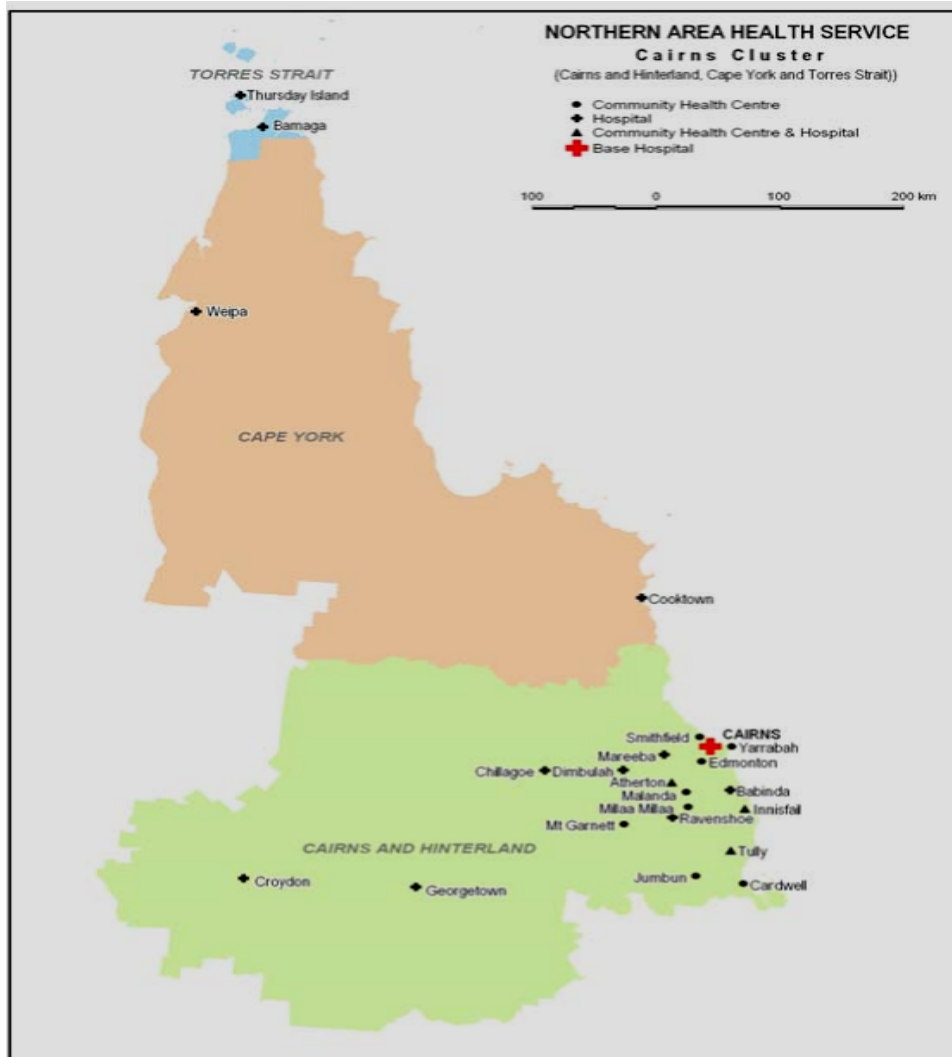 NORTHERN AREA HEALTH SERVICE
Cairns Cluster
(Cairns and Hinterland, Cape York and Torres Strait))
Community Health Centre
Hospital
Community Health Centre & Hospital
Base Hospital
100 0 100 200 km
TORRES STRAIT
Thursday Island
Bamaga
Weipa
CAPE YORK
Cooktown
CAIRNS
Smithfield
Yarrabah
Mareeba
Edmonton
Chillagoe
Dimbulah
Atherton
Malanda
Babinda
Millaa Millaa
Innisfail
Ravenshoe
Mt Garnett
CAIRNS AND HINTERLAND
Tully
Jumbun
Cardwell
Croydon
Georgetown